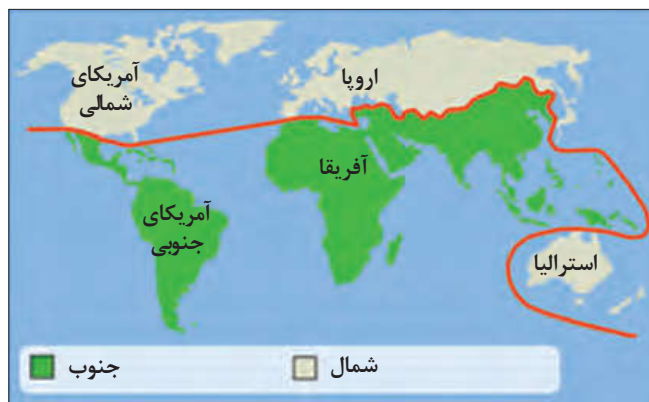 آمریکای
شمالی
اروپا
آفریقا
آمریکای
جنوبی
استرالیا
شمال
جنوب